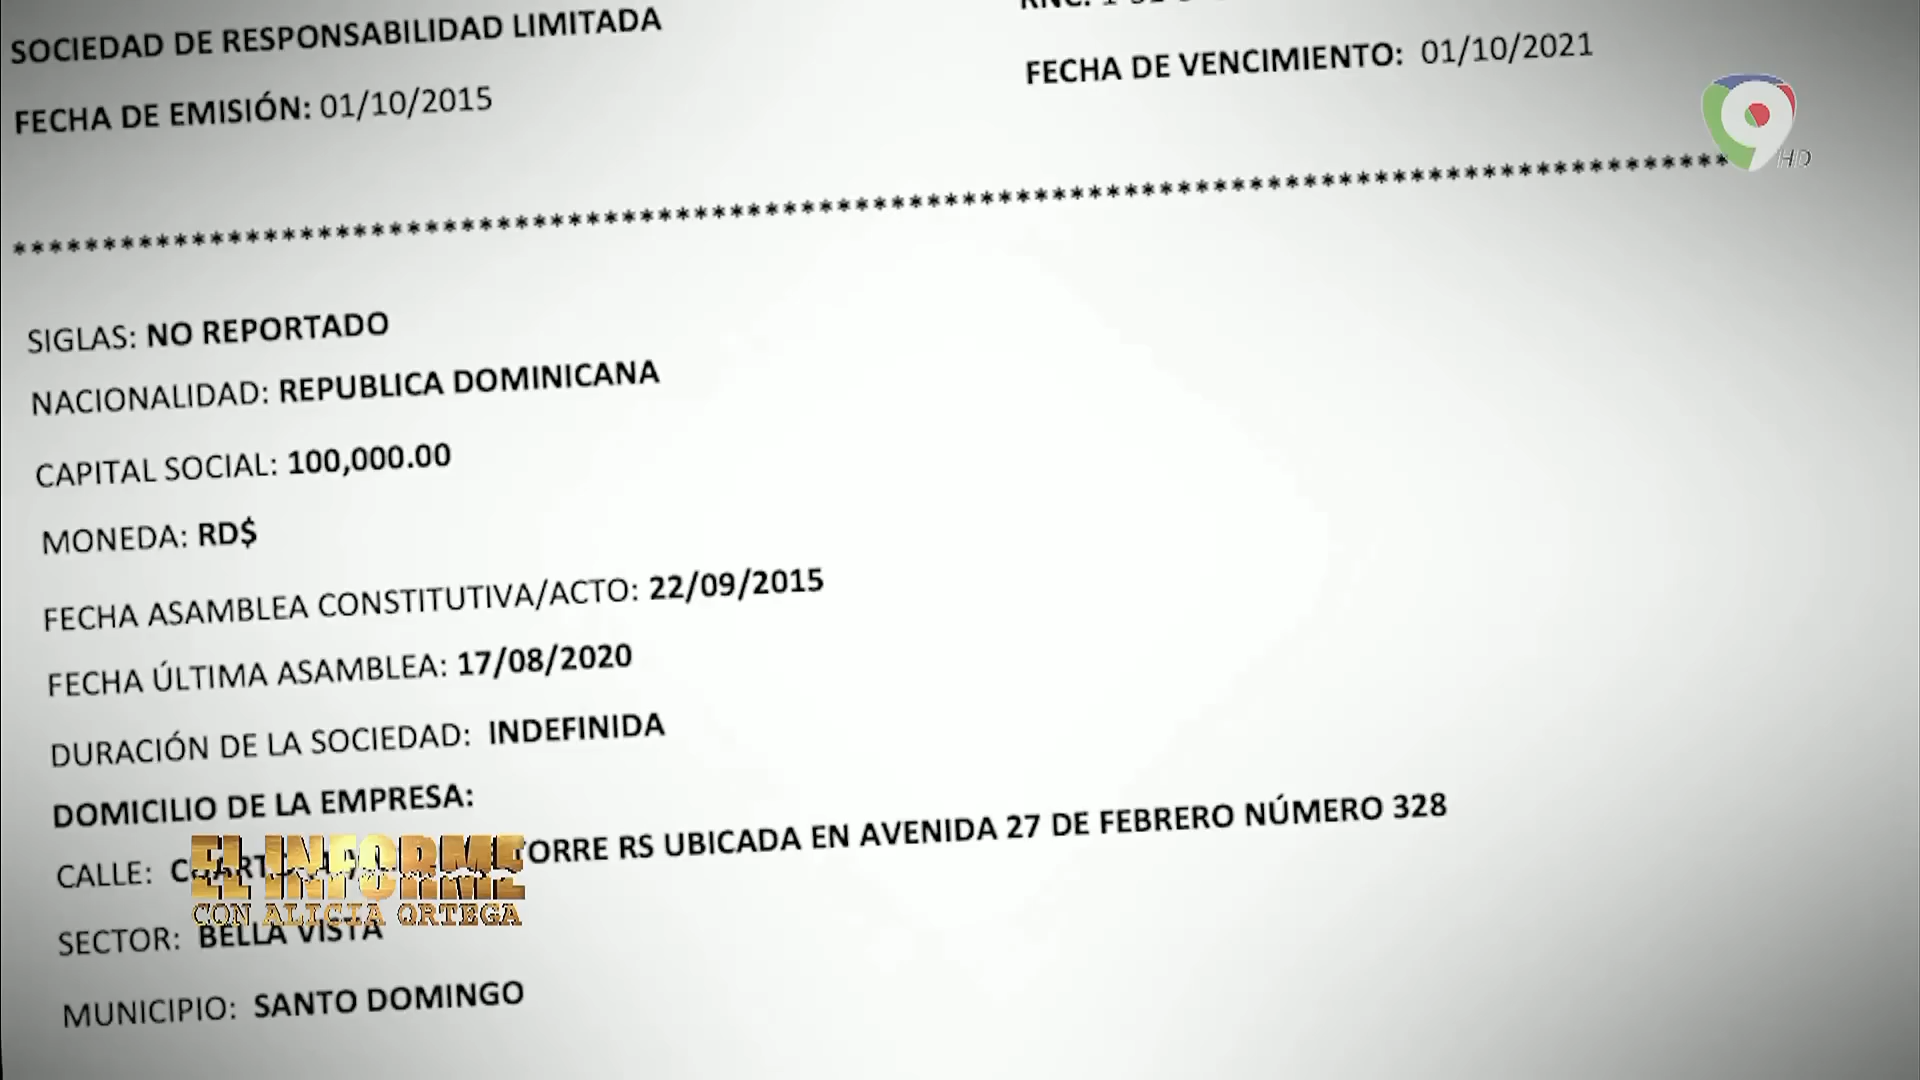 SOCIEDAD DE RESPONSABILIDAD LIMITADA
FECHA DE EMISIÓN: 01/10/2015
FECHA DE VENCIMIENTO: 01/10/2021
HD
************************************************************************************************
SIGLAS: NO REPORTADO
NACIONALIDAD: REPUBLICA DOMINICANA
CAPITAL SOCIAL: 100,000.00
MONEDA: RD$
FECHA ASAMBLEA CONSTITUTIVA/ACTO: 22/09/2015
FECHA ÚLTIMA ASAMBLEA: 17/08/2020
DURACIÓN DE LA SOCIEDAD: INDEFINIDA
DOMICILIO DE LA EMPRESA:
CALLE: TORRE RS UBICADA EN AVENIDA 27 DE FEBRERO NÚMERO 328
EL INFORME
CON ALICIA ORTEGA
SECTOR: BELLA VISTA
MUNICIPIO: SANTO DOMINGO